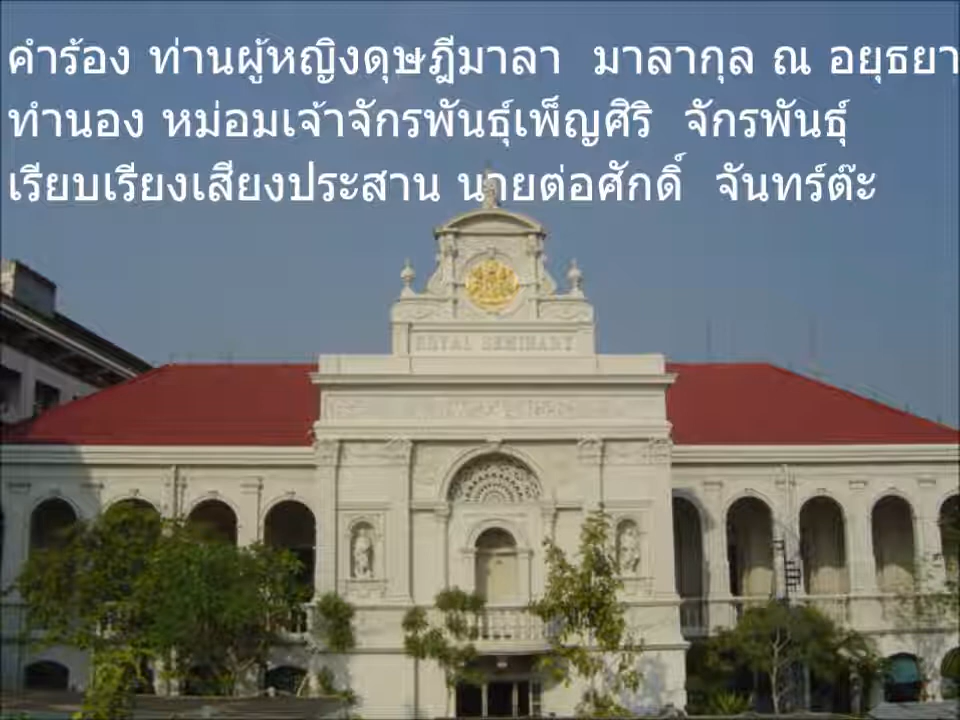 คำร้อง ท่านผู้หญิงดุษฎีมาลา มาลากุล ณ อยุธยา
ทำนอง หม่อมเจ้าจักรพันธุ์เพ็ญศิริ จักรพันธุ์
เรียบเรียงเสียงประสาน นายต่อศักดิ์ จันทร์ต๊ะ
ROYAL SEMINARY